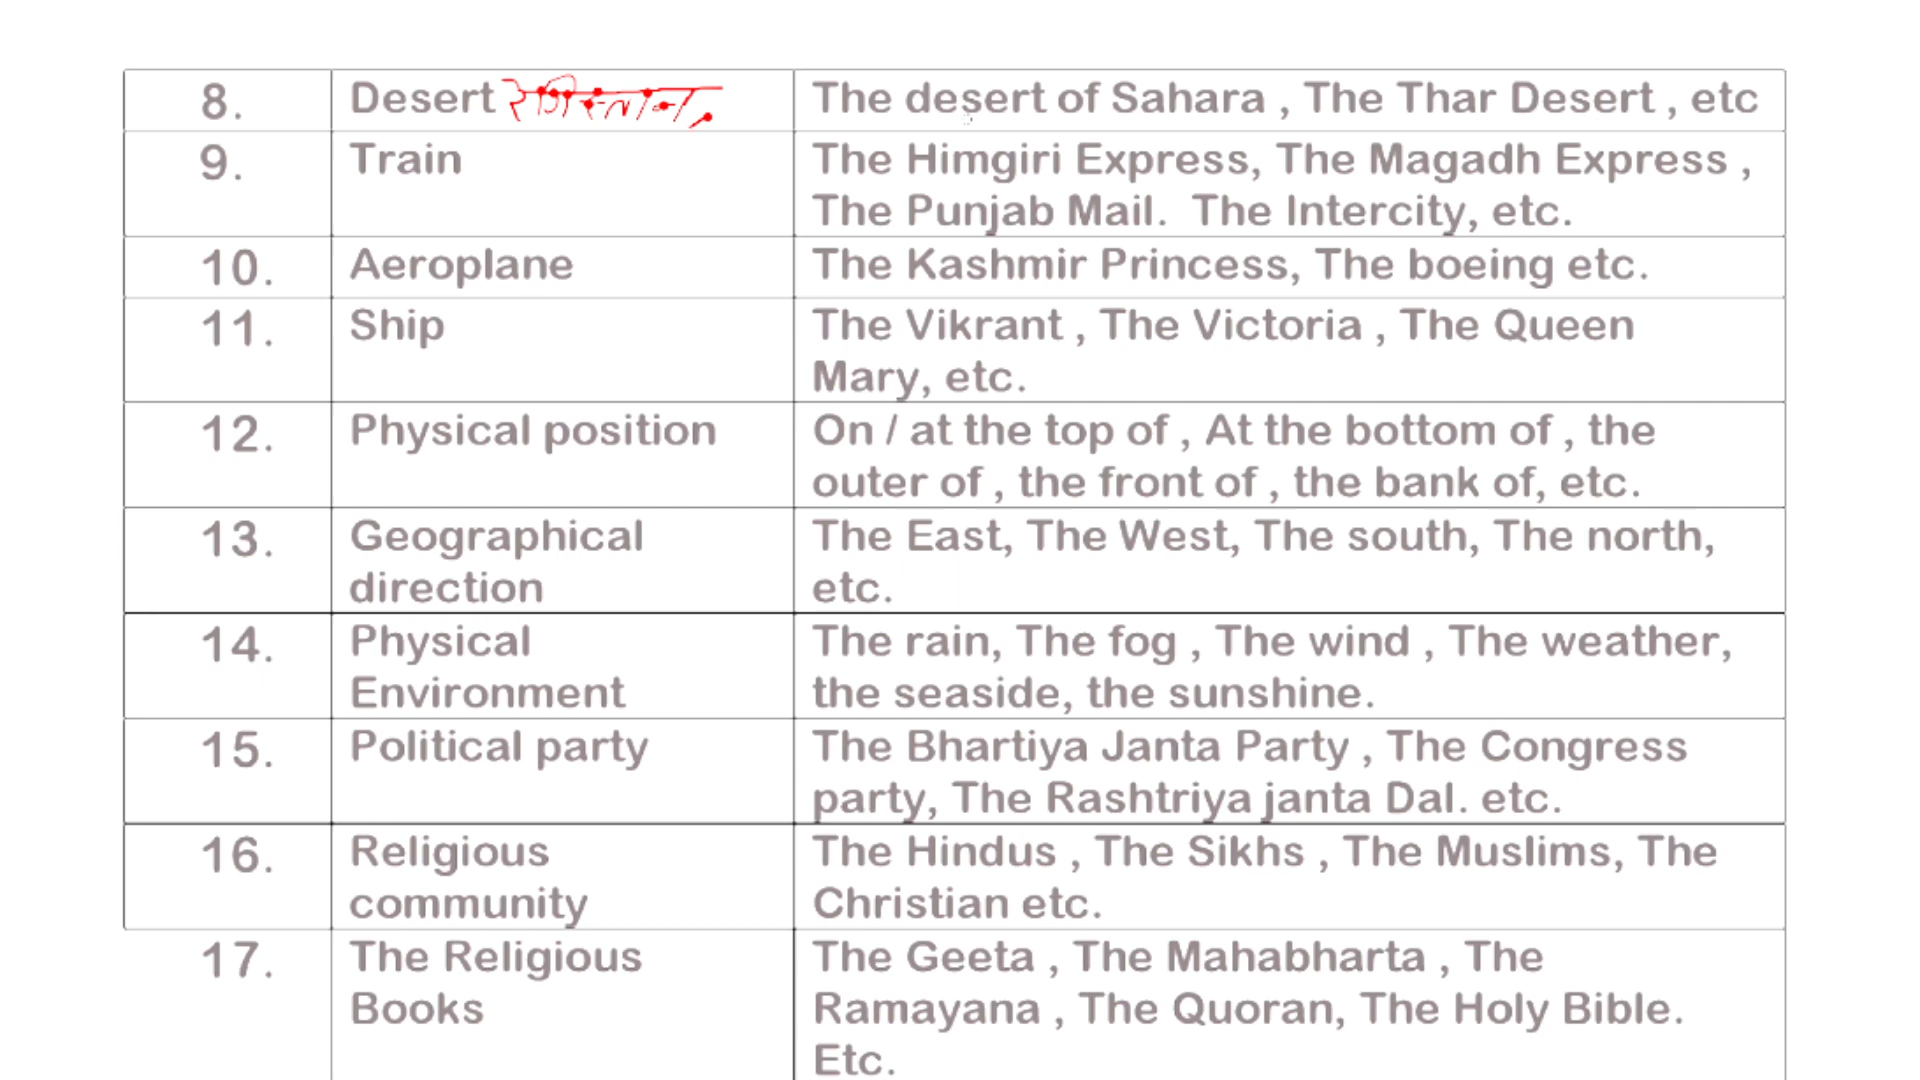 8. Desert रेगिस्तान The desert of Sahara , The Thar Desert , etc
9. Train The Himgiri Express, The Magadh Express ,
The Punjab Mail. The Intercity, etc.
10. Aeroplane The Kashmir Princess, The boeing etc.
11. Ship The Vikrant , The Victoria , The Queen
Mary, etc.
12. Physical position On / at the top of , At the bottom of , the
outer of , the front of , the bank of, etc.
13. Geographical The East, The West, The south, The north,
direction etc.
14. Physical The rain, The fog , The wind , The weather,
Environment the seaside, the sunshine.
15. Political party The Bhartiya Janta Party , The Congress
party, The Rashtriya janta Dal. etc.
16. Religious The Hindus , The Sikhs , The Muslims, The
community Christian etc.
17. The Religious The Geeta , The Mahabharta , The
Books Ramayana , The Quoran, The Holy Bible.
Etc.